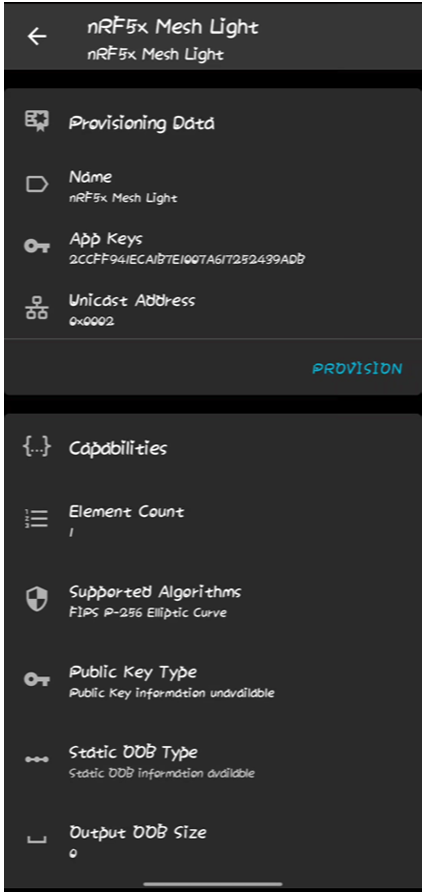 nRF5x Mesh Light
nRF5x Mesh Light
Provisioning Data
Name
nRF5x Mesh Light
App Keys
2CCFF941ECA1B7E1007A617252439ADB
Unicast Address
0x0002
PROVISION
{...} Capabilities
Element Count
1
Supported Algorithms
FIPS P-256 Elliptic Curve
Public Key Type
Public Key information unavailable
Static OOB Type
Static OOB information available
Output OOB Size
0